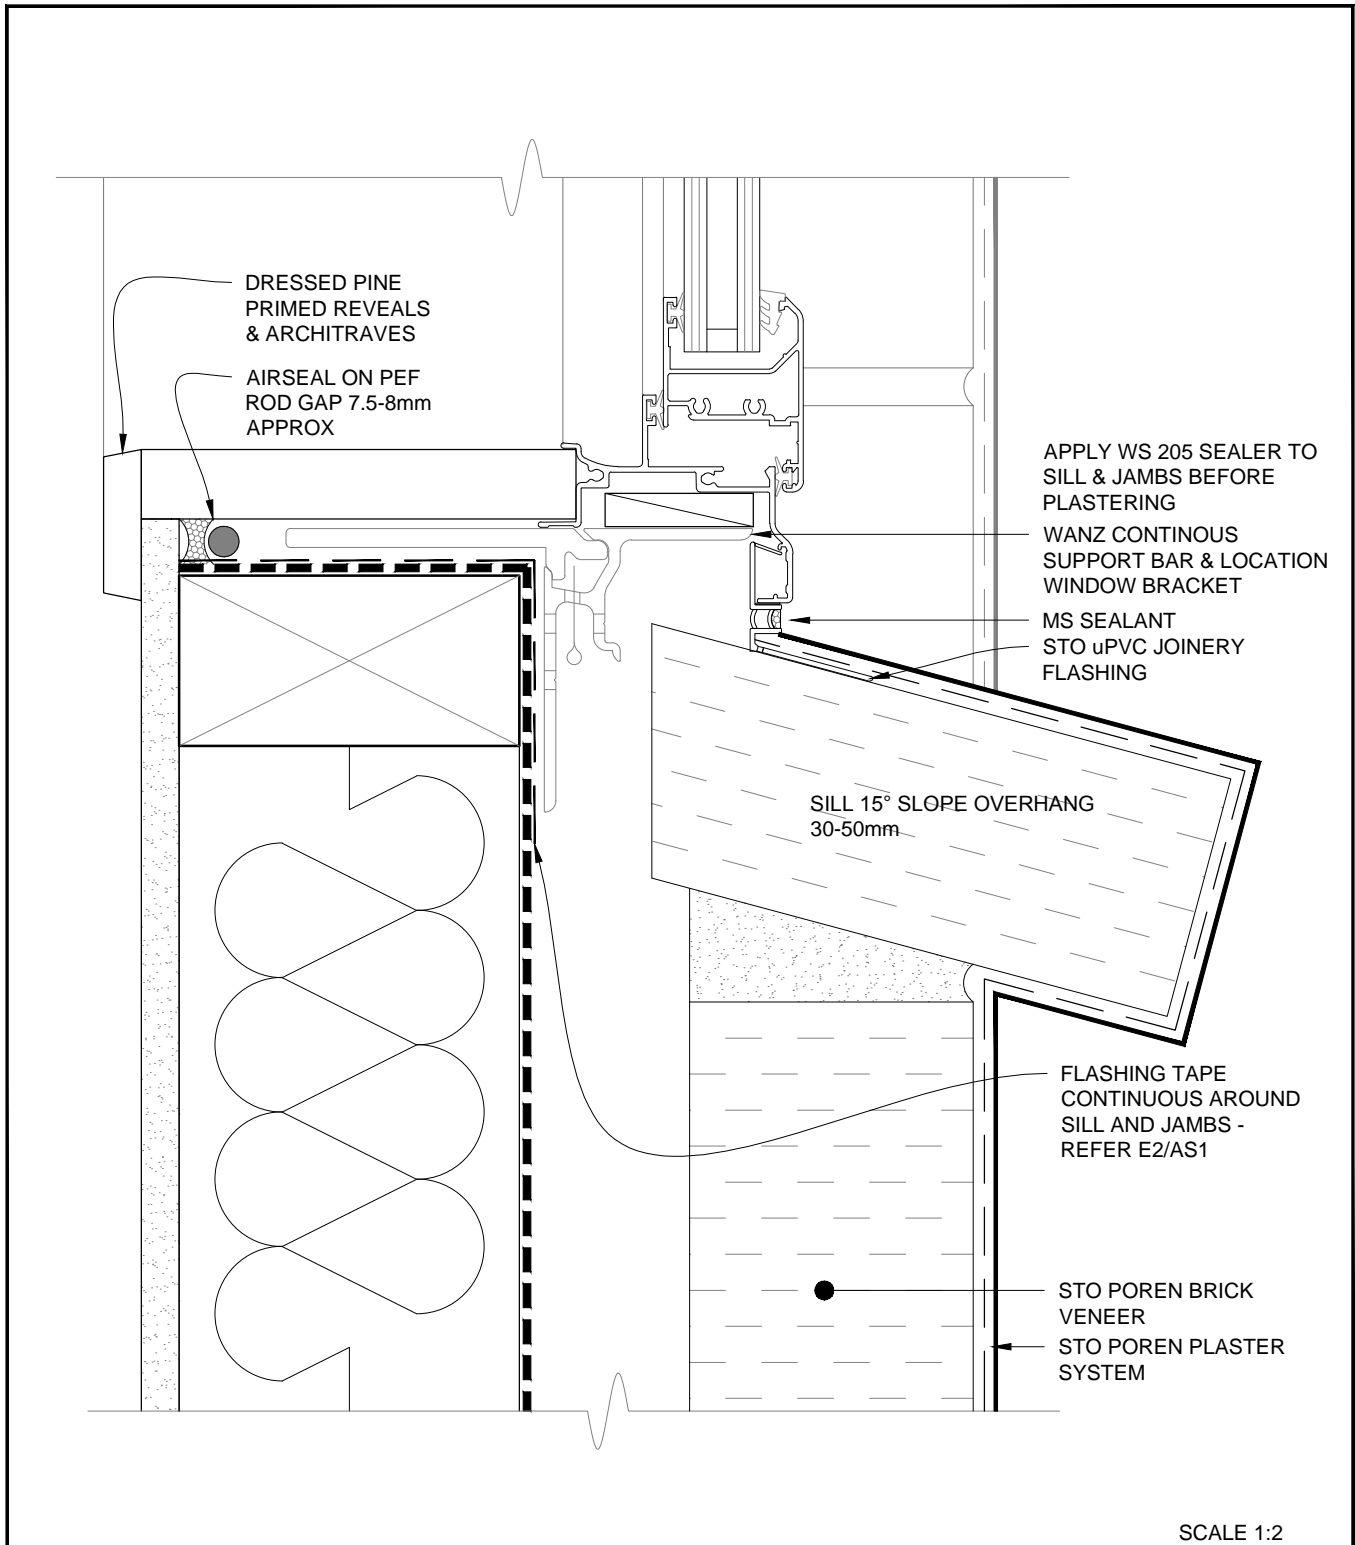 DRESSED PINE
PRIMED REVEALS
& ARCHITRAVES
AIRSEAL ON PEF
ROD GAP 7.5-8mm
APPROX
APPLY WS 205 SEALER TO
SILL & JAMBS BEFORE
PLASTERING
WANZ CONTINOUS
SUPPORT BAR & LOCATION
WINDOW BRACKET
MS SEALANT
STO uPVC JOINERY
FLASHING
SILL 15° SLOPE OVERHANG
30-50mm
FLASHING TAPE
CONTINUOUS AROUND
SILL AND JAMBS -
REFER E2/AS1
STO POREN BRICK
VENEER
STO POREN PLASTER
SYSTEM
SCALE 1:2